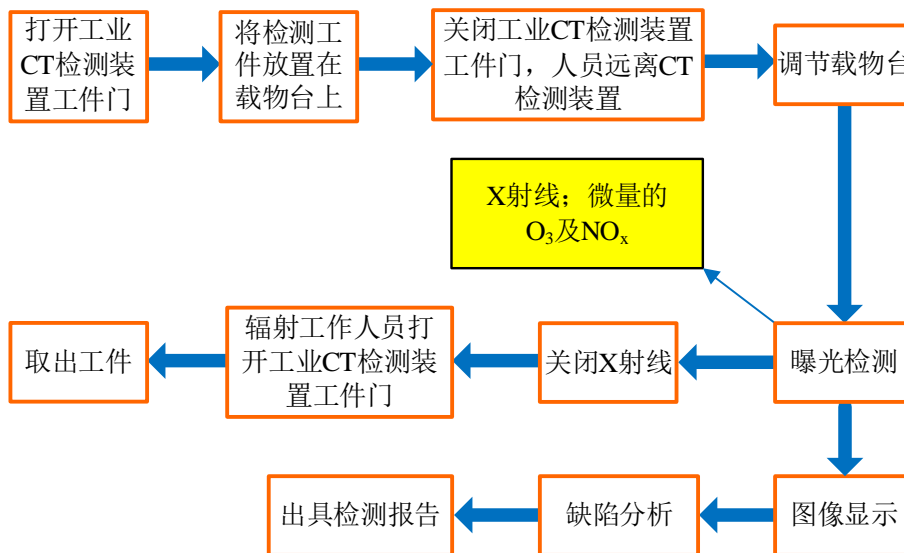 打开工业
CT检测装
置工件门
将检测工
件放置在
载物台上
关闭工业CT检测装置
工件门，人员远离CT
检测装置
调节载物台
X射线；微量的
O₃及NOₓ
取出工件
辐射工作人员打
开工业CT检测装
置工件门
关闭X射线
曝光检测
出具检测报告
缺陷分析
图像显示